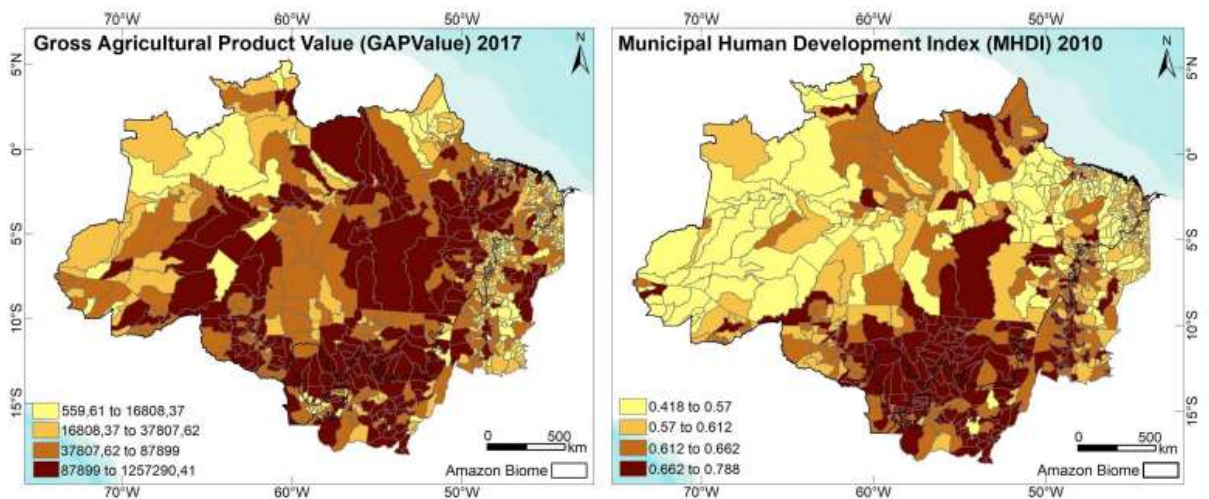 70°W 60°W 50°W
Gross Agricultural Product Value (GAPValue) 2017
N
5°N
0°
5°S
10°S
15°S
559,61 to 16808,37
16808,37 to 37807,62
37807,62 to 87899
87899 to 1257290,41
0 500
km
Amazon Biome
70°W 60°W 50°W
70°W 60°W 50°W
Municipal Human Development Index (MHDI) 2010
N
5°N
0°
5°S
10°S
15°S
0.418 to 0.57
0.57 to 0.612
0.612 to 0.662
0.662 to 0.788
0 500
km
Amazon Biome
70°W 60°W 50°W